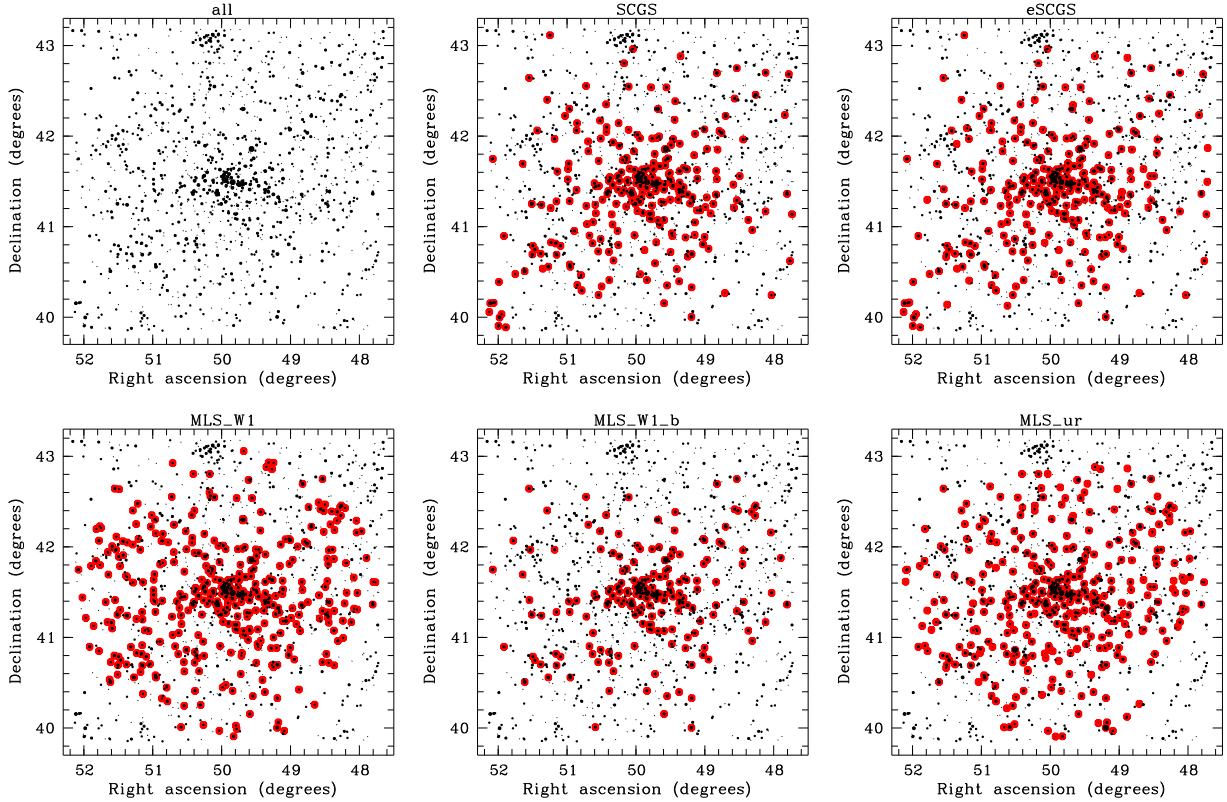 all SCGS eSCGS
43 43 43
42 42 42
41 41 41
40 40 40
Declination (degrees) Declination (degrees) Declination (degrees)
52 51 50 49 48 52 51 50 49 48 52 51 50 49 48
Right ascension (degrees) Right ascension (degrees) Right ascension (degrees)
MLS_W1 MLS_W1_b MLS_ur
43 43 43
42 42 42
41 41 41
40 40 40
Declination (degrees) Declination (degrees) Declination (degrees)
52 51 50 49 48 52 51 50 49 48 52 51 50 49 48
Right ascension (degrees) Right ascension (degrees) Right ascension (degrees)